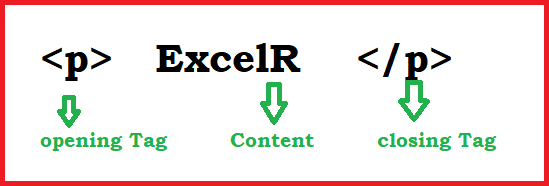 <p> ExcelR </p>
opening Tag Content closing Tag